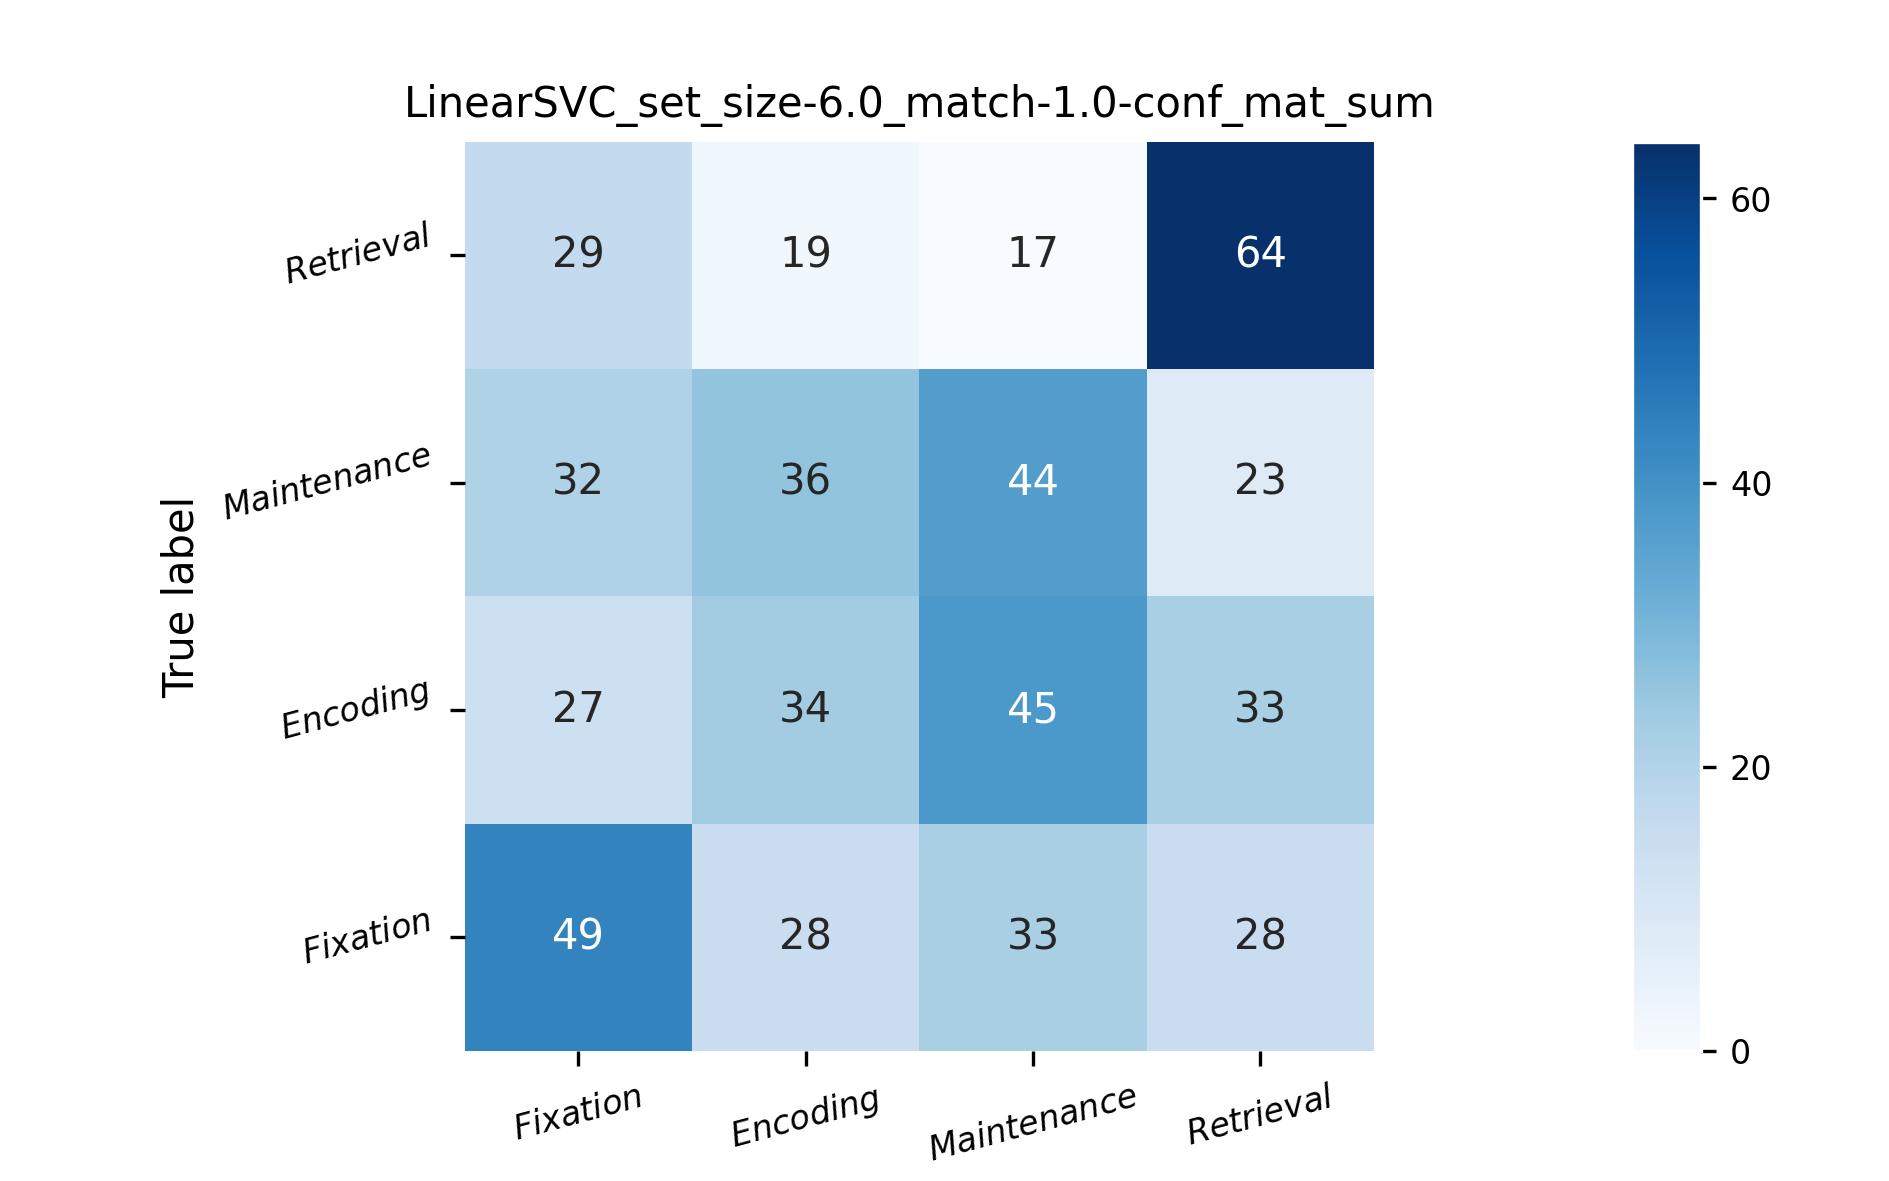 LinearSVC_set_size-6.0_match-1.0-conf_mat_sum
True label
Retrieval 29 19 17 64
Maintenance 32 36 44 23
Encoding 27 34 45 33
Fixation 49 28 33 28
Fixation Encoding Maintenance Retrieval
60
40
20
0